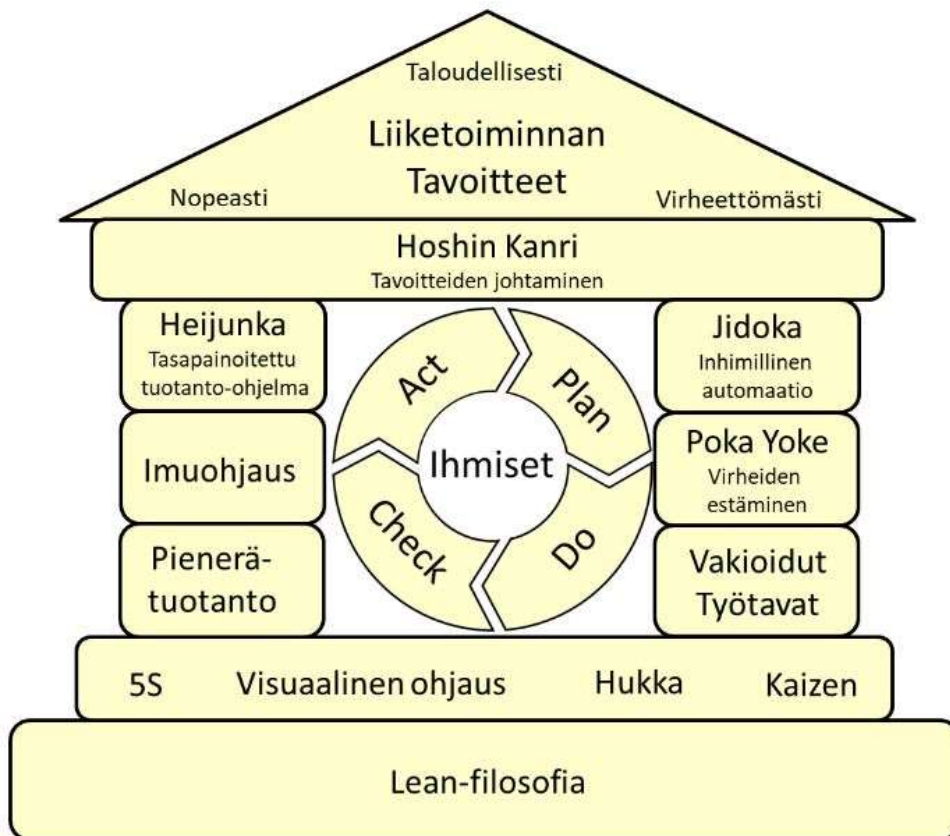 Taloudellisesti
Liiketoiminnan
Tavoitteet
Nopeasti
Virheettömästi
Hoshin Kanri
Tavoitteiden johtaminen
Heijunka
Tasapainoitettu
tuotanto-ohjelma
Imuohjaus
Pienerä-
tuotanto
Act
Plan
Ihmiset
Check
Do
Jidoka
Inhimillinen
automaatio
Poka Yoke
Virheiden
estäminen
Vakioidut
Työtavat
5S Visuaalinen ohjaus Hukka Kaizen
Lean-filosofia